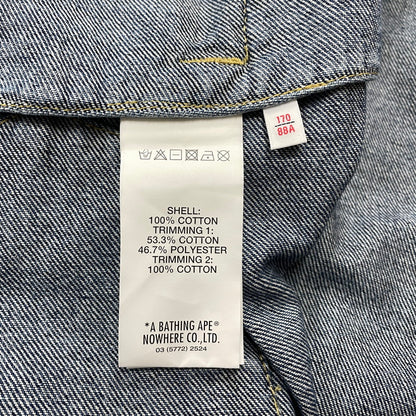 170
88A
SHELL:
100% COTTON
TRIMMING 1:
53.3% COTTON
46.7% POLYESTER
TRIMMING 2:
100% COTTON
*A BATHING APE®
NOWHERE CO., LTD.
03 (5772) 2524